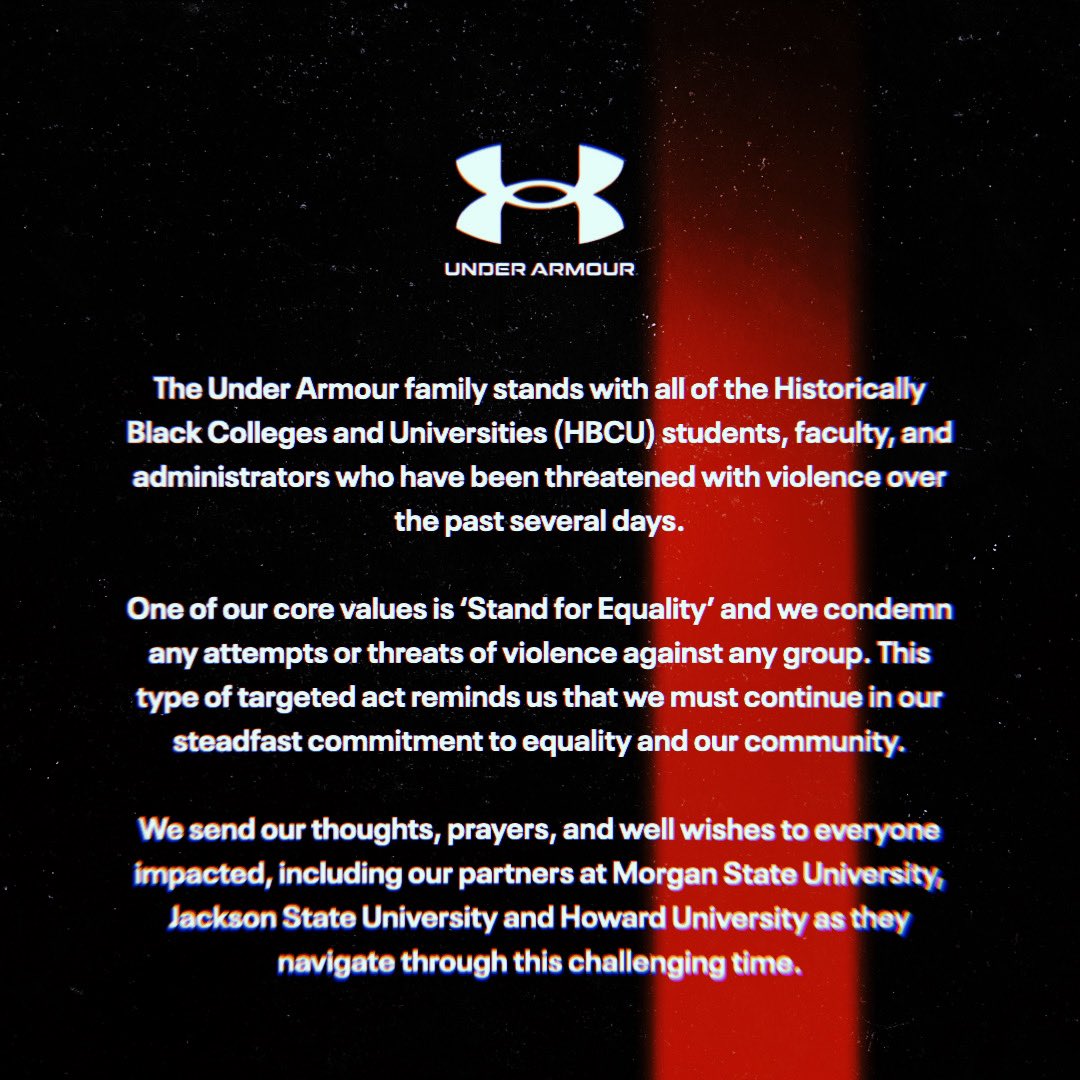 UNDER ARMOUR
The Under Armour family stands with all of the Historically
Black Colleges and Universities (HBCU) students, faculty, and
administrators who have been threatened with violence over
the past several days.
One of our core values is ‘Stand for Equality’ and we condemn
any attempts or threats of violence against any group. This
type of targeted act reminds us that we must continue in our
steadfast commitment to equality and our community.
We send our thoughts, prayers, and well wishes to everyone
impacted, including our partners at Morgan State University,
Jackson State University and Howard University as they
navigate through this challenging time.